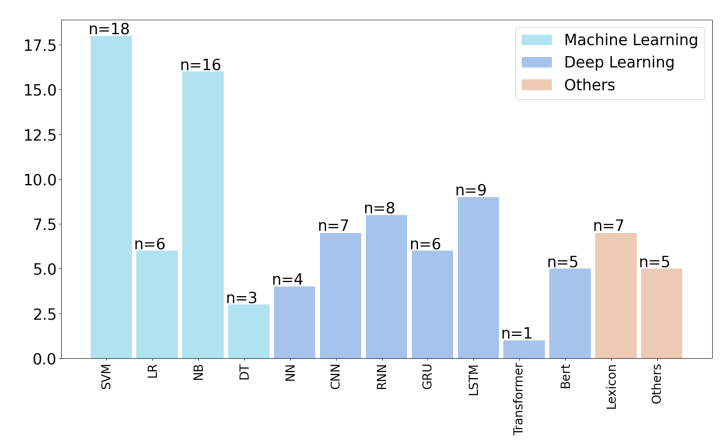 n=18
n=6
n=16
n=3
n=4
n=7
n=8
n=6
n=9
n=1
n=5
n=7
n=5
Machine Learning
Deep Learning
Others
17.5
15.0
12.5
10.0
7.5
5.0
2.5
0.0
SVM
LR
NB
DT
NN
CNN
RNN
GRU
LSTM
Transformer
Bert
Lexicon
Others